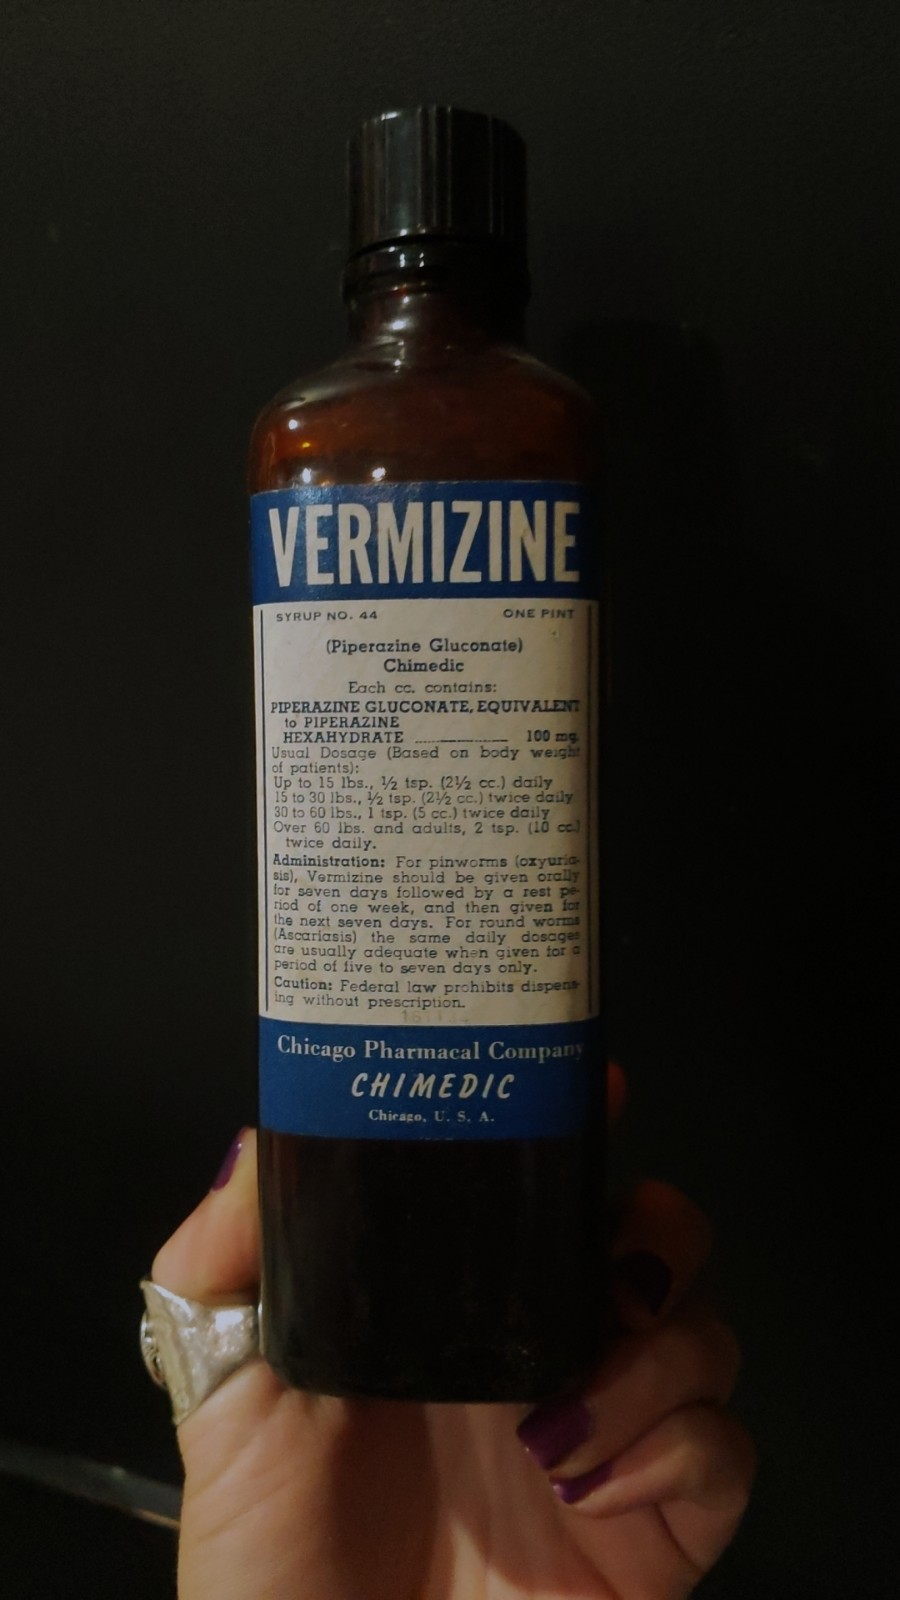 VERMIZINE
SYRUP NO. 44 ONE PINT
(Piperazine Gluconate)
Chimedic
Each cc. contains:
PIPERAZINE GLUCONATE, EQUIVALENT
to PIPERAZINE
HEXAHYDRATE .................... 100 mg.
Usual Dosage (Based on body weight
of patients):
Up to 15 lbs., ½ tsp. (2½ cc.) daily
15 to 30 lbs., ½ tsp. (2½ cc.) twice daily
30 to 60 lbs., 1 tsp. (5 cc.) twice daily
Over 60 lbs. and adults, 2 tsp. (10 cc.)
twice daily.
Administration: For pinworms (oxyuria-
sis), Vermizine should be given orally
for seven days followed by a rest pe-
riod of one week, and then given for
the next seven days. For round worms
(Ascariasis) the same daily dosages
are usually adequate when given for a
period of five to seven days only.
Caution: Federal law prohibits dispens-
ing without prescription.
Chicago Pharmacal Company
CHIMEDIC
Chicago, U. S. A.